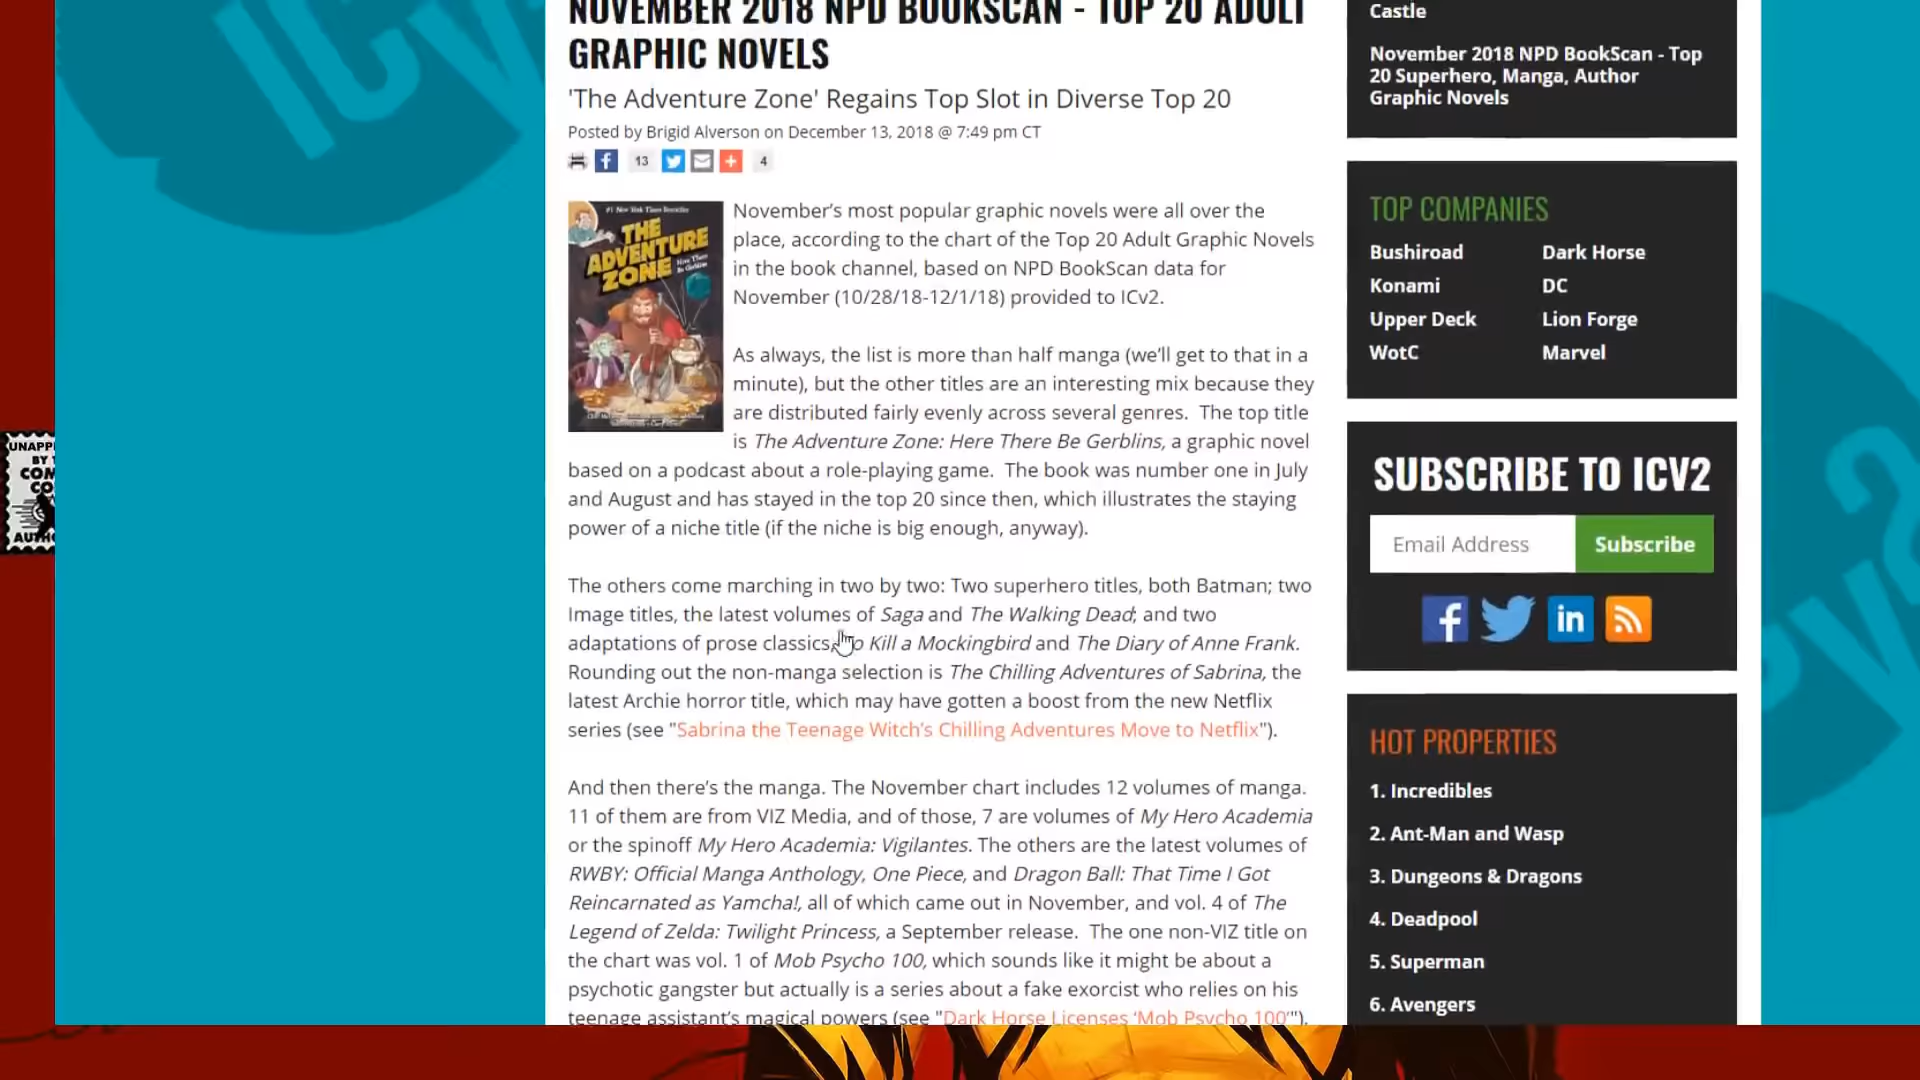 NOVEMBER 2018 NPD BOOKSCAN - TOP 20 ADULT
GRAPHIC NOVELS
'The Adventure Zone' Regains Top Slot in Diverse Top 20
Posted by Brigid Alverson on December 13, 2018 @ 7:49 pm CT
13
4
#1 New York Times Bestseller
THE
ADVENTURE
ZONE
Here There
Be Gerblins
November's most popular graphic novels were all over the
place, according to the chart of the Top 20 Adult Graphic Novels
in the book channel, based on NPD BookScan data for
November (10/28/18-12/1/18) provided to ICv2.
As always, the list is more than half manga (we'll get to that in a
minute), but the other titles are an interesting mix because they
are distributed fairly evenly across several genres. The top title
is The Adventure Zone: Here There Be Gerblins, a graphic novel
based on a podcast about a role-playing game. The book was number one in July
and August and has stayed in the top 20 since then, which illustrates the staying
power of a niche title (if the niche is big enough, anyway).
The others come marching in two by two: Two superhero titles, both Batman; two
Image titles, the latest volumes of Saga and The Walking Dead; and two
adaptations of prose classics, To Kill a Mockingbird and The Diary of Anne Frank.
Rounding out the non-manga selection is The Chilling Adventures of Sabrina, the
latest Archie horror title, which may have gotten a boost from the new Netflix
series (see "Sabrina the Teenage Witch's Chilling Adventures Move to Netflix").
And then there's the manga. The November chart includes 12 volumes of manga.
11 of them are from VIZ Media, and of those, 7 are volumes of My Hero Academia
or the spinoff My Hero Academia: Vigilantes. The others are the latest volumes of
RWBY: Official Manga Anthology, One Piece, and Dragon Ball: That Time I Got
Reincarnated as Yamcha!, all of which came out in November, and vol. 4 of The
Legend of Zelda: Twilight Princess, a September release. The one non-VIZ title on
the chart was vol. 1 of Mob Psycho 100, which sounds like it might be about a
psychotic gangster but actually is a series about a fake exorcist who relies on his
teenage assistant's magical powers (see "Dark Horse Licenses 'Mob Psycho 100'").
Castle
November 2018 NPD BookScan - Top
20 Superhero, Manga, Author
Graphic Novels
TOP COMPANIES
Bushiroad Dark Horse
Konami DC
Upper Deck Lion Forge
WotC Marvel
SUBSCRIBE TO ICV2
Email Address Subscribe
HOT PROPERTIES
1. Incredibles
2. Ant-Man and Wasp
3. Dungeons & Dragons
4. Deadpool
5. Superman
6. Avengers
ICv
UNAPP
BY
COM
CO
AUTHO